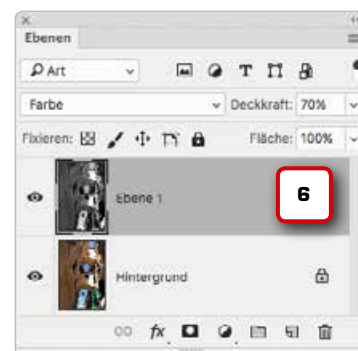 Ebenen
Art
Farbe Deckkraft: 70%
Fixieren: Fläche: 100%
Ebene 1 6
Hintergrund
fx